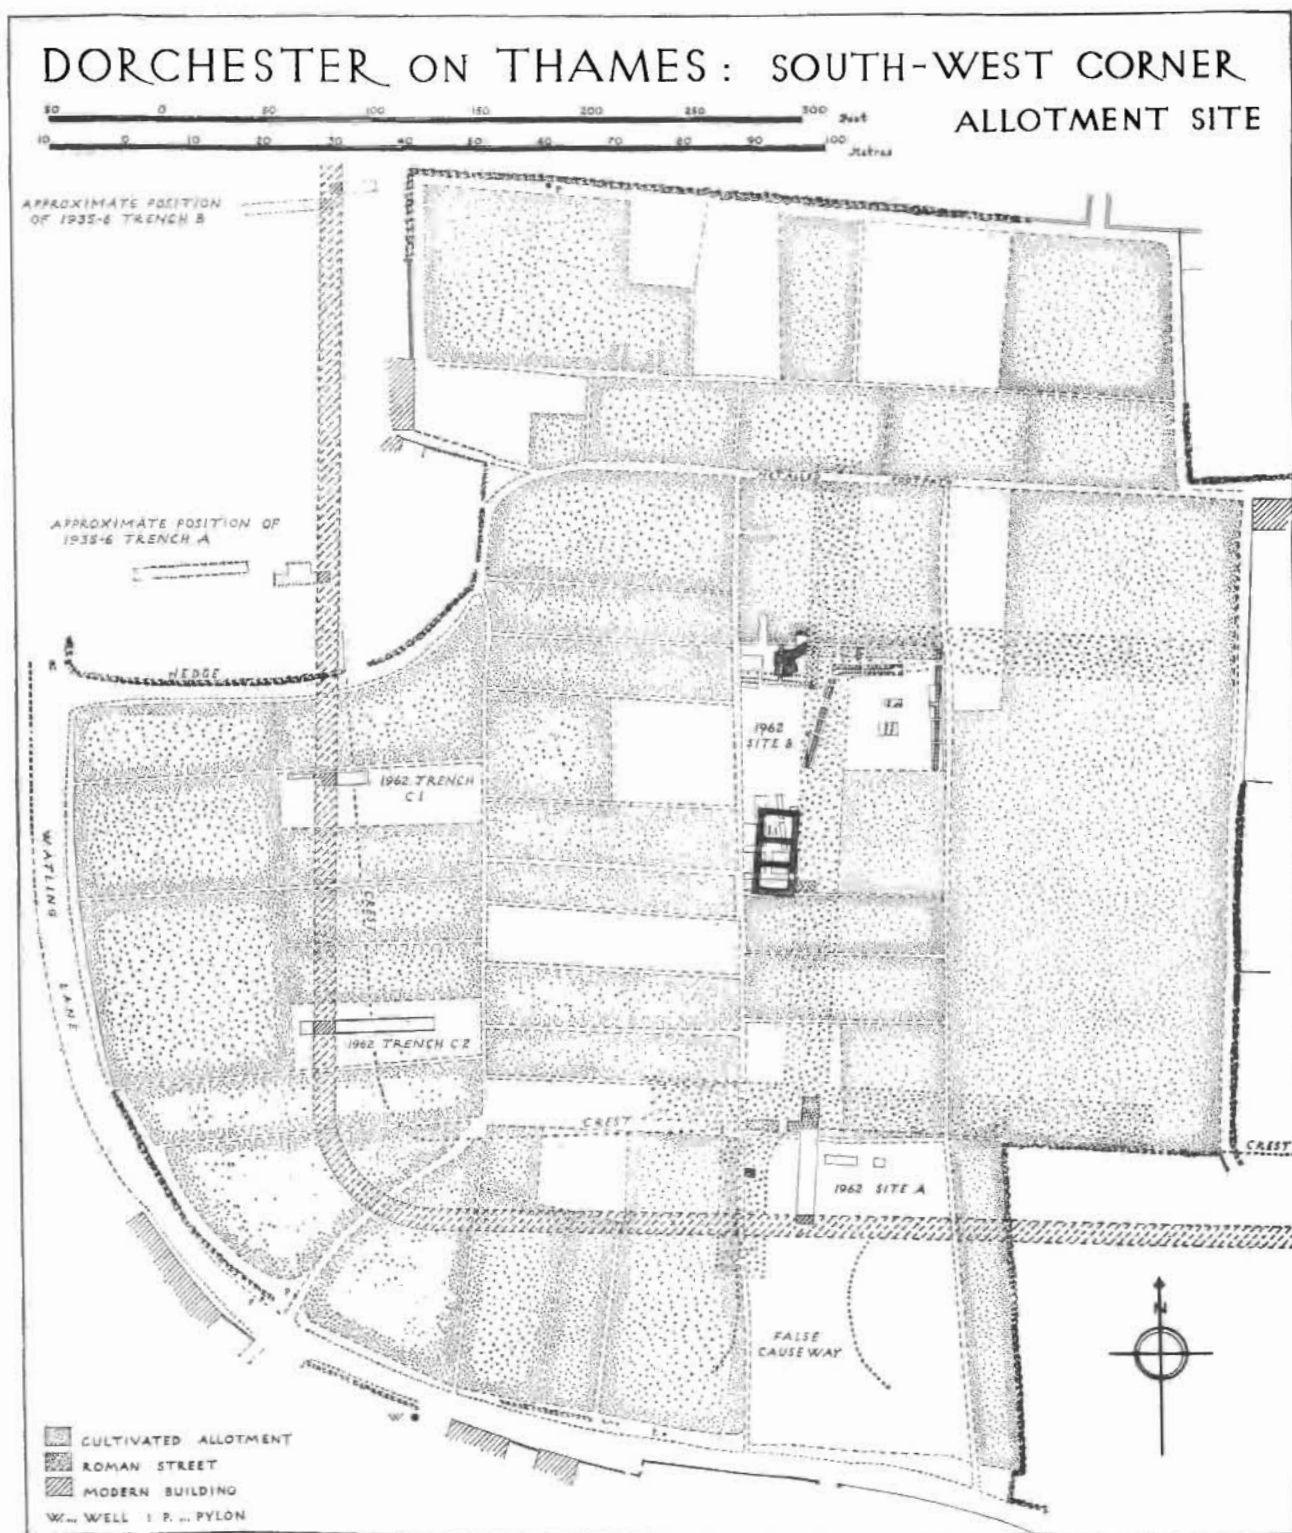 DORCHESTER ON THAMES: SOUTH-WEST CORNER
ALLOTMENT SITE
50 0 50 100 150 200 250 300 Feet
10 0 10 20 30 40 50 60 70 80 90 100 Metres
APPROXIMATE POSITION
OF 1935-6 TRENCH B
P.
METALLED FOOTPATH
APPROXIMATE POSITION OF
1935-6 TRENCH A
HEDGE
1962
SITE B
1962 TRENCH
C1
WATLING
LANE
CREST
1962 TRENCH C2
CREST
CREST
1962 SITE A
P.
N
FALSE
CAUSEWAY
W.
P.
CULTIVATED ALLOTMENT
ROMAN STREET
MODERN BUILDING
W... WELL : P. ... PYLON